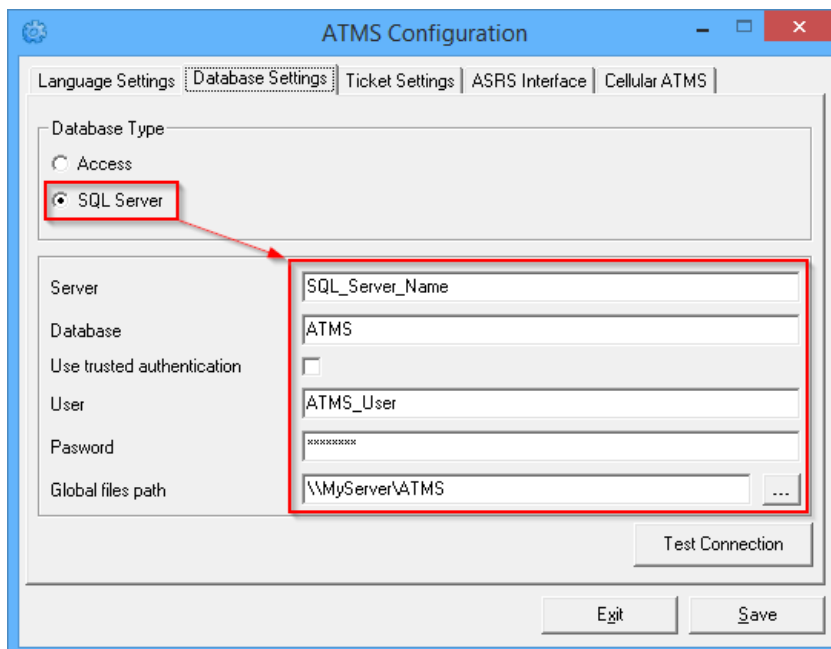 ATMS Configuration
Language Settings Database Settings Ticket Settings ASRS Interface Cellular ATMS
Database Type
Access
SQL Server
Server SQL_Server_Name
Database ATMS
Use trusted authentication
User ATMS_User
Pasword ********
Global files path \\MyServer\ATMS ...
Test Connection
Exit Save